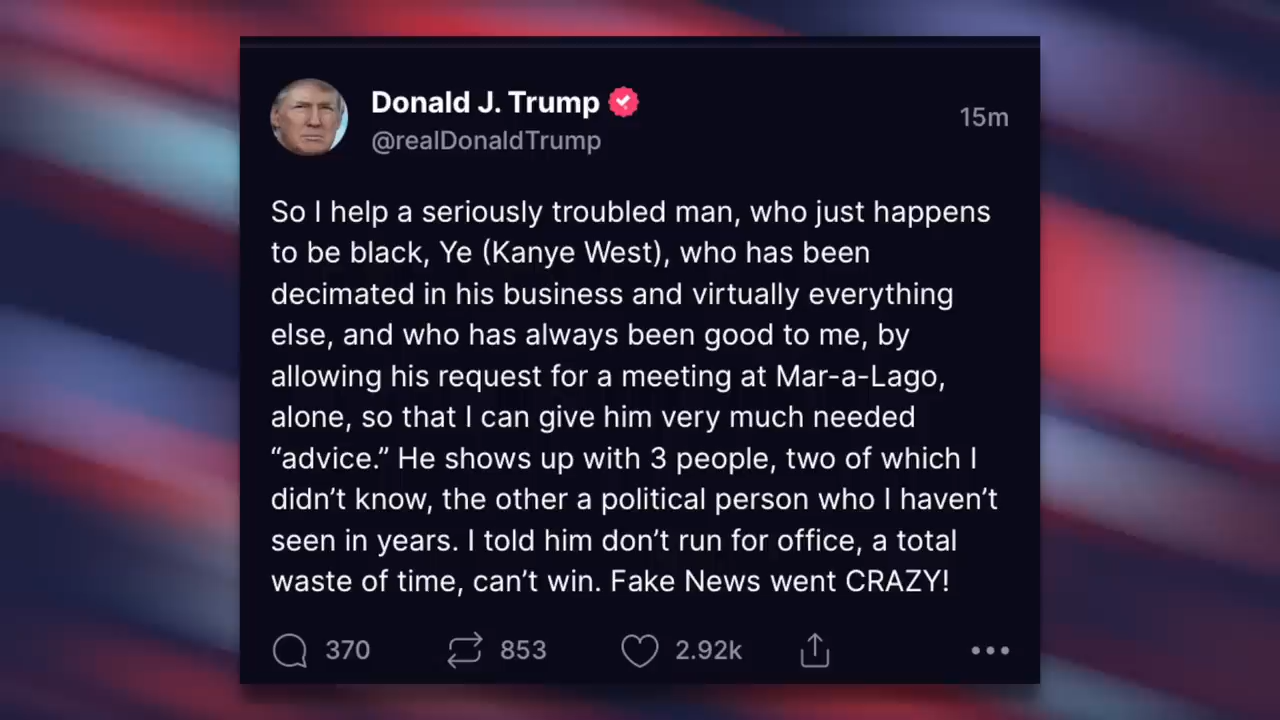 Donald J. Trump
15m
@realDonaldTrump
So I help a seriously troubled man, who just happens
to be black, Ye (Kanye West), who has been
decimated in his business and virtually everything
else, and who has always been good to me, by
allowing his request for a meeting at Mar-a-Lago,
alone, so that I can give him very much needed
“advice.” He shows up with 3 people, two of which I
didn’t know, the other a political person who I haven’t
seen in years. I told him don’t run for office, a total
waste of time, can’t win. Fake News went CRAZY!
370 853 2.92k